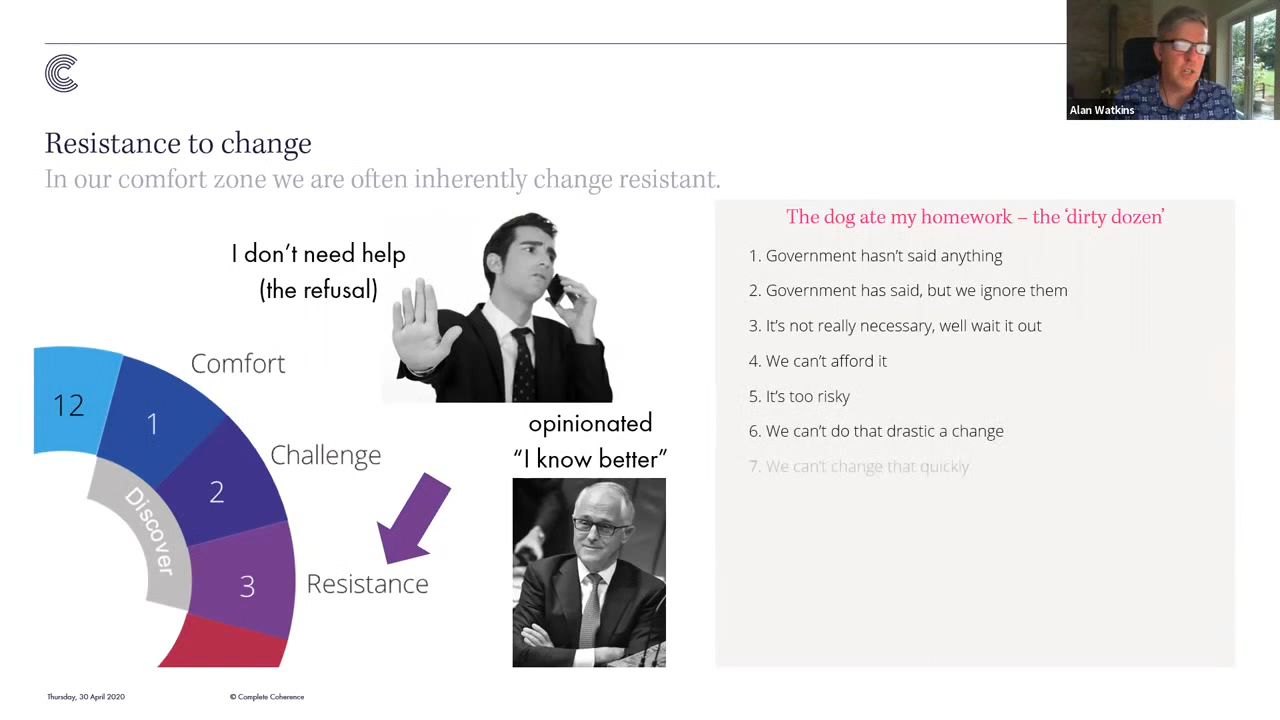 Alan Watkins
Resistance to change
In our comfort zone we are often inherently change resistant.
I don't need help
(the refusal)
Comfort
12
1
Challenge
2
Discover
3
Resistance
opinionated
“I know better”
The dog ate my homework – the ‘dirty dozen’
1. Government hasn't said anything
2. Government has said, but we ignore them
3. It's not really necessary, well wait it out
4. We can't afford it
5. It's too risky
6. We can't do that drastic a change
7. We can't change that quickly
Thursday, 30 April 2020
© Complete Coherence